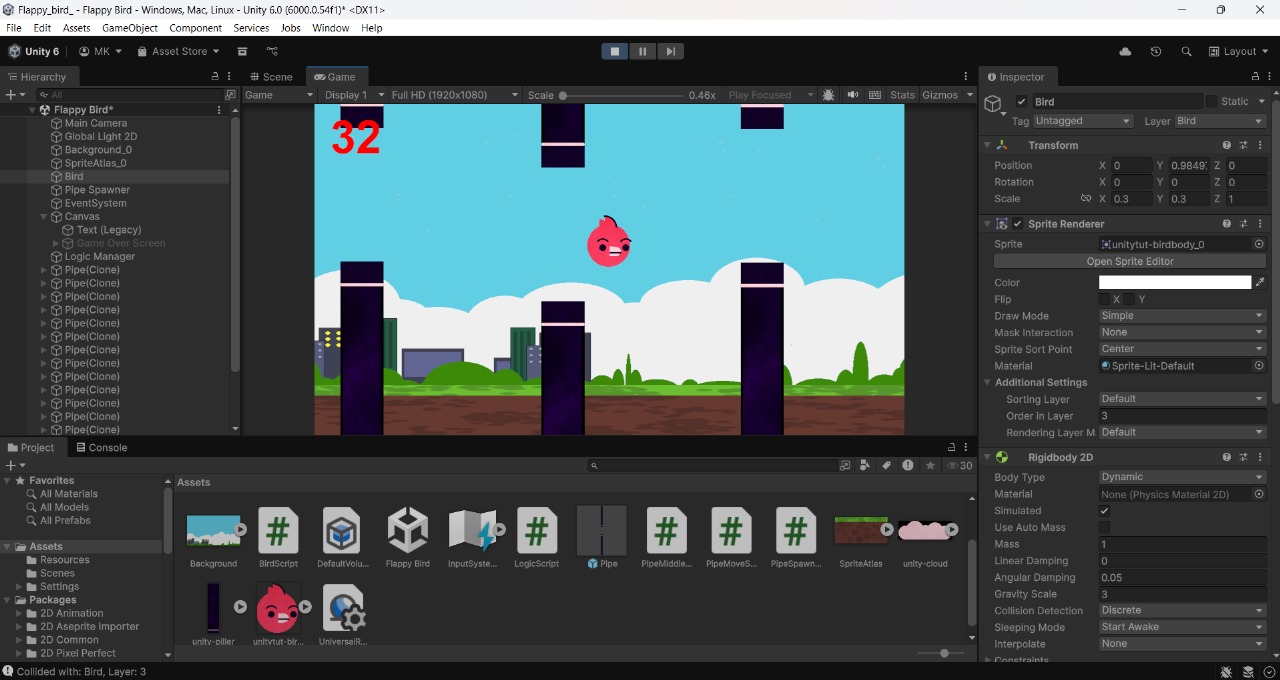 Flappy_bird_ - Flappy Bird - Windows, Mac, Linux - Unity 6.0 (6000.0.54f1)* <DX11>
File Edit Assets GameObject Component Services Jobs Window Help
Unity 6 MK Asset Store Layout
Hierarchy Scene Game Inspector
All Game Display 1 Full HD (1920x1080) Scale 0.46x Play Focused Stats Gizmos
Flappy Bird*
Main Camera
Global Light 2D
Background_0
SpriteAtlas_0
Bird
Pipe Spawner
EventSystem
Canvas
Text (Legacy)
Game Over Screen
Logic Manager
Pipe(Clone)
Pipe(Clone)
Pipe(Clone)
Pipe(Clone)
Pipe(Clone)
Pipe(Clone)
Pipe(Clone)
Pipe(Clone)
Pipe(Clone)
Pipe(Clone)
Pipe(Clone)
Pipe(Clone)
Pipe(Clone)
32
Bird Static
Tag Untagged Layer Bird
Transform
Position X 0 Y 0.9849 Z 0
Rotation X 0 Y 0 Z 0
Scale X 0.3 Y 0.3 Z 1
Sprite Renderer
Sprite unitytut-birdbody_0
Open Sprite Editor
Color
Flip X Y
Draw Mode Simple
Mask Interaction None
Sprite Sort Point Center
Material Sprite-Lit-Default
Additional Settings
Sorting Layer Default
Order in Layer 3
Rendering Layer M Default
Rigidbody 2D
Body Type Dynamic
Material None (Physics Material 2D)
Simulated
Use Auto Mass
Mass 1
Linear Damping 0
Angular Damping 0.05
Gravity Scale 3
Collision Detection Discrete
Sleeping Mode Start Awake
Interpolate None
Constraints
Project Console
30
Favorites
All Materials
All Models
All Prefabs
Assets
Resources
Scenes
Settings
Packages
2D Animation
2D Aseprite Importer
2D Common
2D Pixel Perfect
Assets
Background BirdScript DefaultVolu... Flappy Bird InputSyste... LogicScript Pipe PipeMiddle... PipeMoveS... PipeSpawn... SpriteAtlas unity-cloud
unity-piller unitytut-bir... UniversalR...
Collided with: Bird, Layer: 3